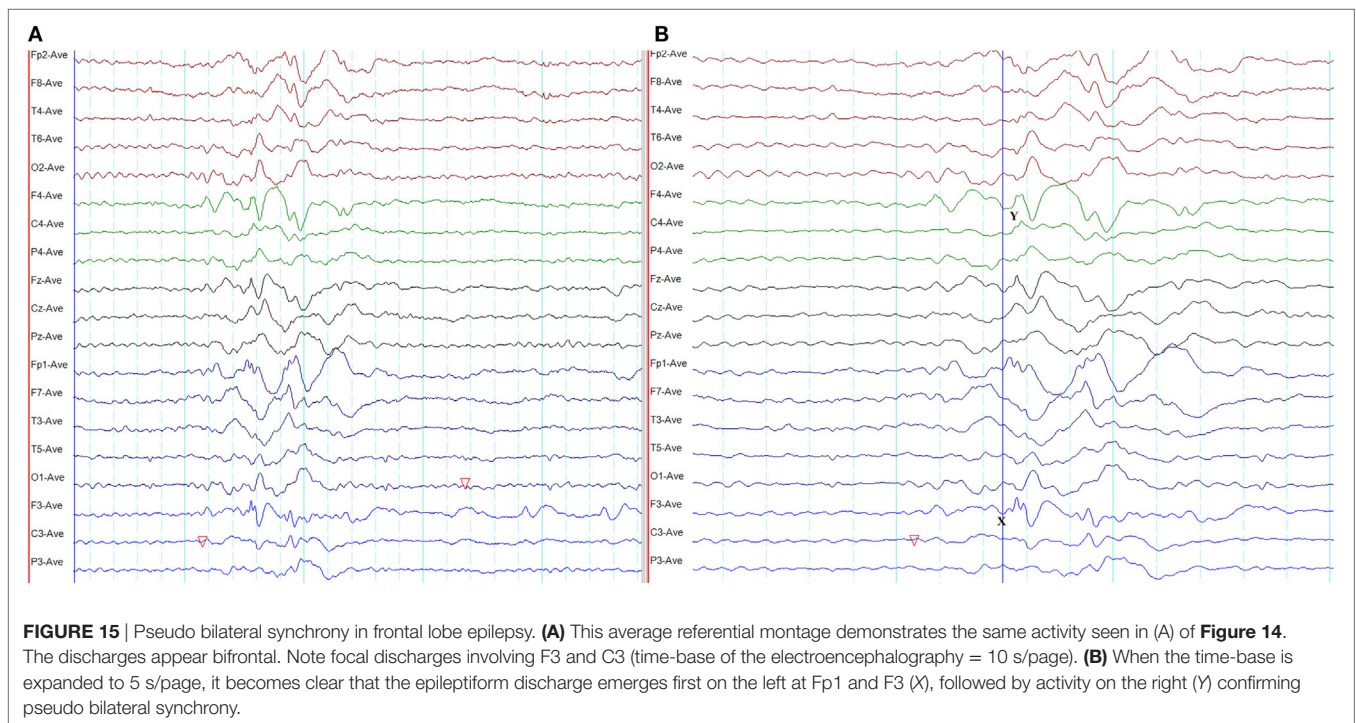 A
Fp2-Ave
F8-Ave
T4-Ave
T6-Ave
O2-Ave
F4-Ave
C4-Ave
P4-Ave
Fz-Ave
Cz-Ave
Pz-Ave
Fp1-Ave
F7-Ave
T3-Ave
T5-Ave
O1-Ave
F3-Ave
C3-Ave
P3-Ave
B
Fp2-Ave
F8-Ave
T4-Ave
T6-Ave
O2-Ave
F4-Ave
Y
C4-Ave
P4-Ave
Fz-Ave
Cz-Ave
Pz-Ave
Fp1-Ave
F7-Ave
T3-Ave
T5-Ave
O1-Ave
F3-Ave
X
C3-Ave
P3-Ave
FIGURE 15 | Pseudo bilateral synchrony in frontal lobe epilepsy. (A) This average referential montage demonstrates the same activity seen in (A) of Figure 14.
The discharges appear bifrontal. Note focal discharges involving F3 and C3 (time-base of the electroencephalography = 10 s/page). (B) When the time-base is
expanded to 5 s/page, it becomes clear that the epileptiform discharge emerges first on the left at Fp1 and F3 (X), followed by activity on the right (Y) confirming
pseudo bilateral synchrony.